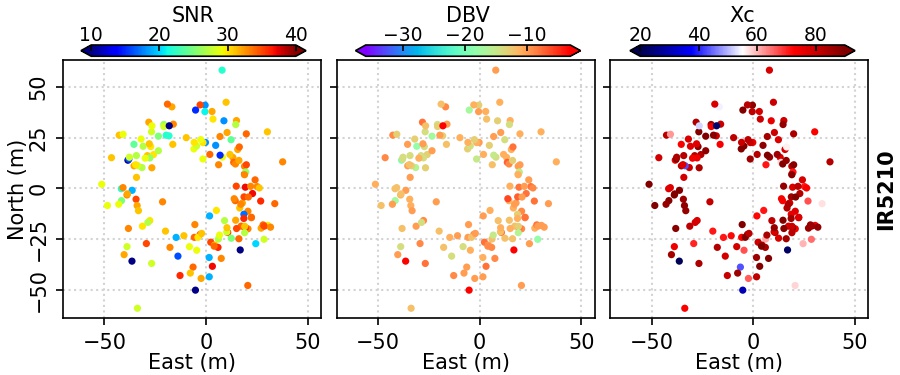 SNR DBV Xc
10 20 30 40 −30 −20 −10 20 40 60 80
50
25
0
−25
−50
North (m)
IR5210
−50 0 50 −50 0 50 −50 0 50
East (m) East (m) East (m)